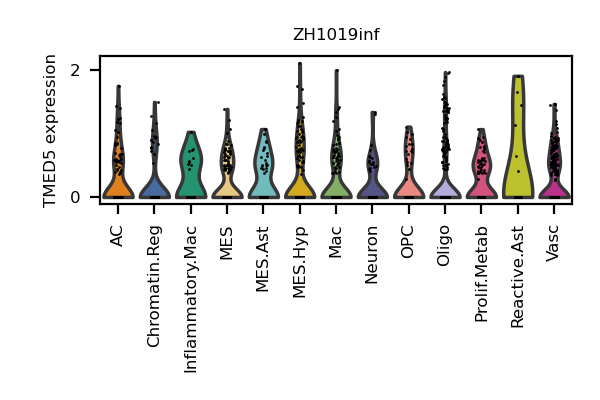 ZH1019inf
TMED5 expression
2
0
AC
Chromatin.Reg
Inflammatory.Mac
MES
MES.Ast
MES.Hyp
Mac
Neuron
OPC
Oligo
Prolif.Metab
Reactive.Ast
Vasc